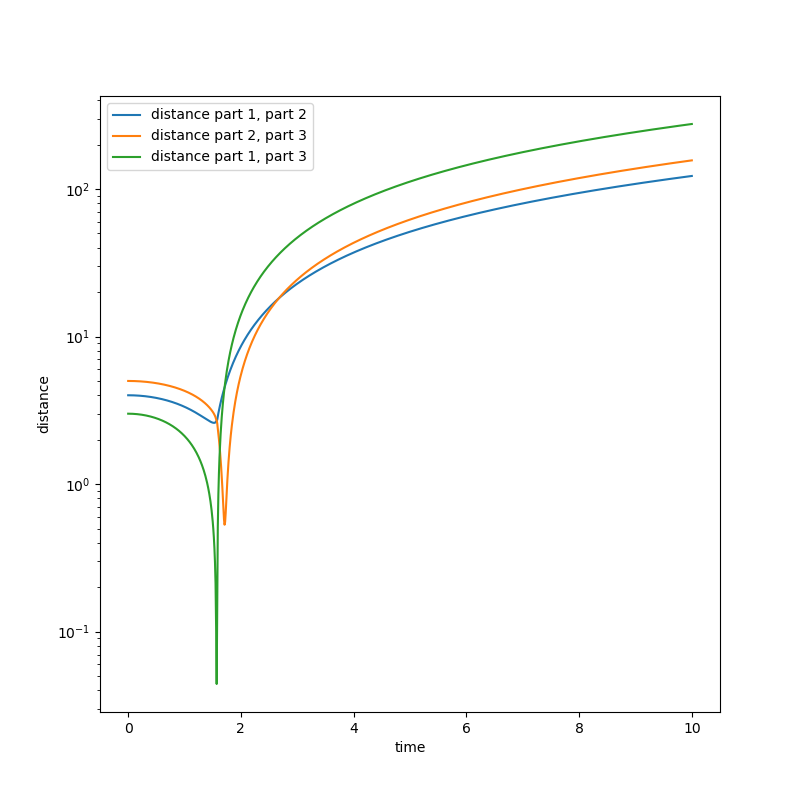 distance part 1, part 2
distance part 2, part 3
distance part 1, part 3
10²
10¹
10⁰
10⁻¹
distance
0 2 4 6 8 10
time